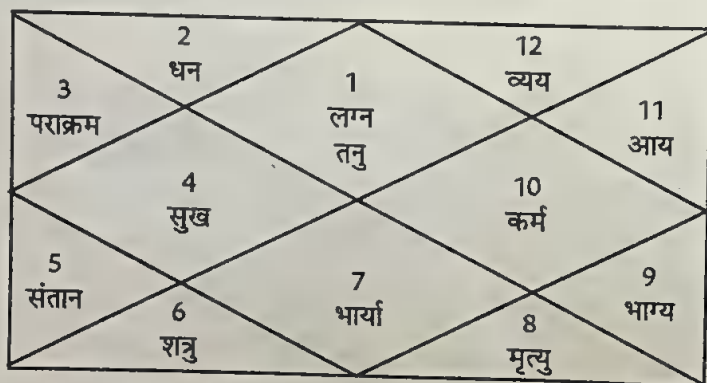 2
धन
12
व्यय
3
पराक्रम
1
लग्न
तनु
11
आय
4
सुख
10
कर्म
5
संतान
7
भार्या
9
भाग्य
6
शत्रु
8
मृत्यु